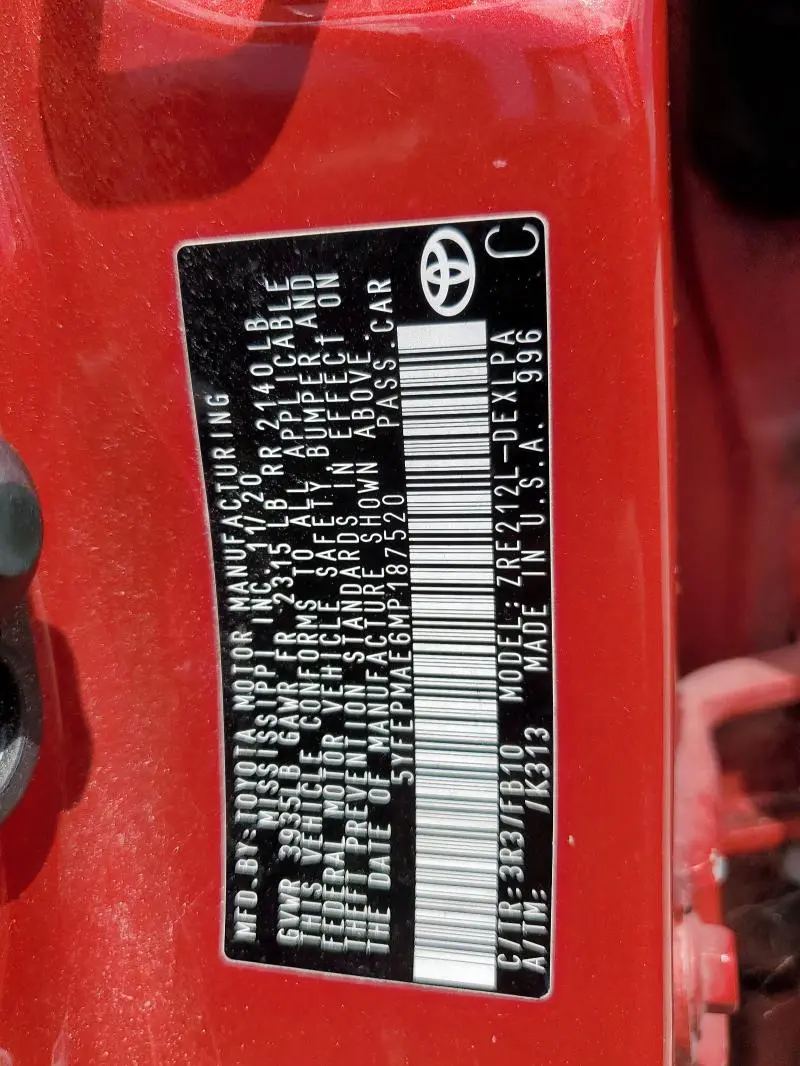 MFD.BY:TOYOTA MOTOR MANUFACTURING
MISSISSIPPI INC.11/20
GVWR 3935LB GAWR FR 2315 LB RR 2140LB
THIS VEHICLE CONFORMS TO ALL APPLICABLE
FEDERAL MOTOR VEHICLE SAFETY, BUMPER, AND
THEFT PREVENTION STANDARDS IN EFFECT ON
THE DATE OF MANUFACTURE SHOWN ABOVE.
5YFEPMAE6MP187520 PASS.CAR
C/TR:3R3/FB10 MODEL:ZRE212L-DEXLPA
A/TM: /K313 MADE IN U.S.A. 996
C